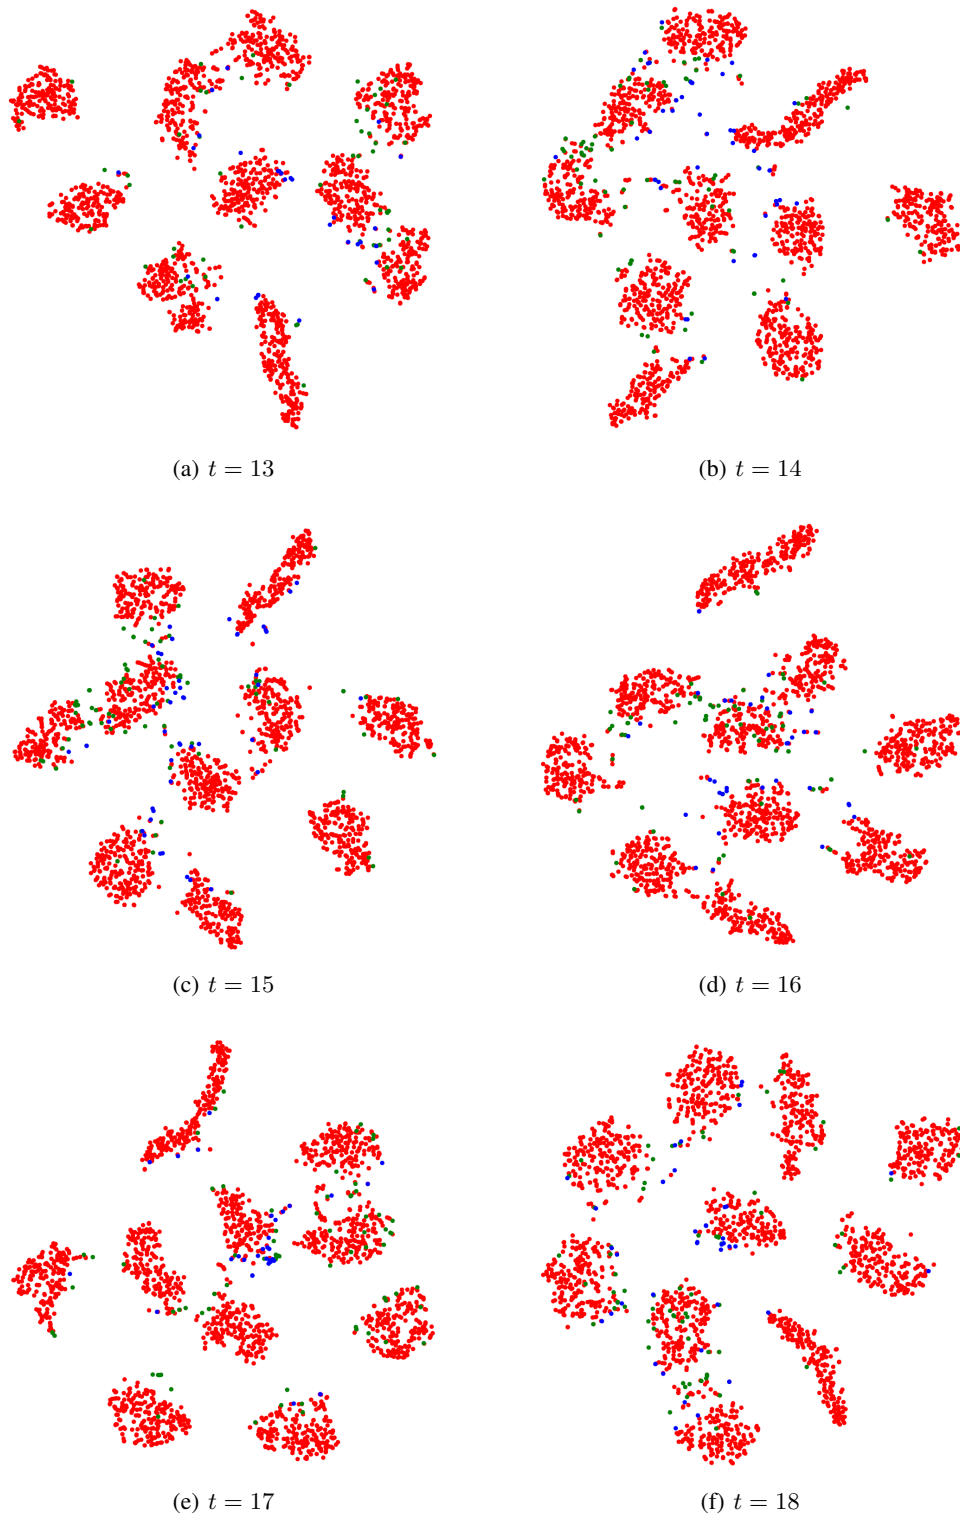 (a) t = 13
(b) t = 14
(c) t = 15
(d) t = 16
(e) t = 17
(f) t = 18